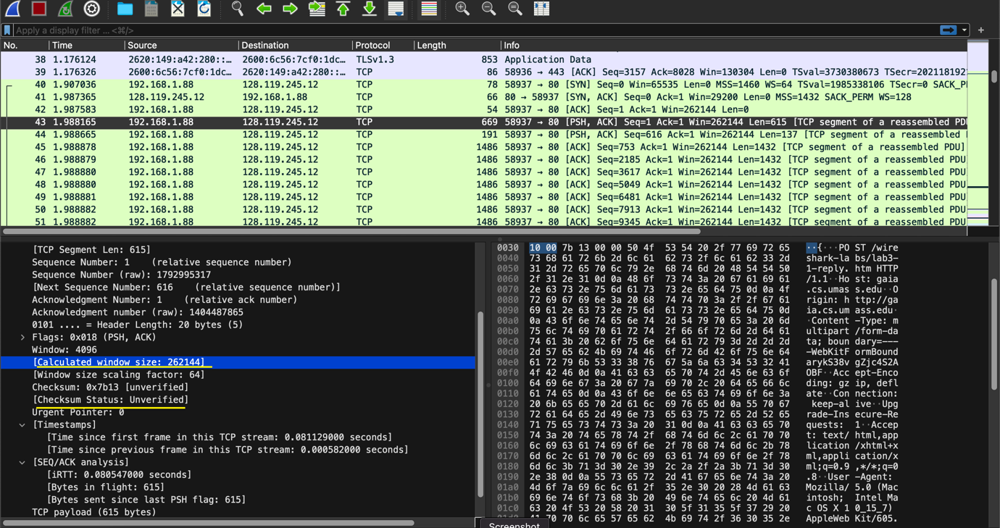 Apply a display filter ... <⌘/>
No. Time Source Destination Protocol Length Info
38 1.176124 2620:149:a42:280::… 2600:6c56:7cf0:1dc… TLSv1.3 853 Application Data
39 1.176326 2600:6c56:7cf0:1dc… 2620:149:a42:280::… TCP 86 58936 → 443 [ACK] Seq=3157 Ack=8028 Win=130304 Len=0 TSval=3730380673 TSecr=202118192
40 1.907036 192.168.1.88 128.119.245.12 TCP 78 58937 → 80 [SYN] Seq=0 Win=65535 Len=0 MSS=1460 WS=64 TSval=1985338106 TSecr=0 SACK_P
41 1.987365 128.119.245.12 192.168.1.88 TCP 66 80 → 58937 [SYN, ACK] Seq=0 Ack=1 Win=29200 Len=0 MSS=1432 SACK_PERM WS=128
42 1.987583 192.168.1.88 128.119.245.12 TCP 54 58937 → 80 [ACK] Seq=1 Ack=1 Win=262144 Len=0
43 1.988165 192.168.1.88 128.119.245.12 TCP 669 58937 → 80 [PSH, ACK] Seq=1 Ack=1 Win=262144 Len=615 [TCP segment of a reassembled PD
44 1.988665 192.168.1.88 128.119.245.12 TCP 191 58937 → 80 [PSH, ACK] Seq=616 Ack=1 Win=262144 Len=137 [TCP segment of a reassembled
45 1.988878 192.168.1.88 128.119.245.12 TCP 1486 58937 → 80 [ACK] Seq=753 Ack=1 Win=262144 Len=1432 [TCP segment of a reassembled PDU]
46 1.988879 192.168.1.88 128.119.245.12 TCP 1486 58937 → 80 [ACK] Seq=2185 Ack=1 Win=262144 Len=1432 [TCP segment of a reassembled PDU
47 1.988880 192.168.1.88 128.119.245.12 TCP 1486 58937 → 80 [ACK] Seq=3617 Ack=1 Win=262144 Len=1432 [TCP segment of a reassembled PDU
48 1.988880 192.168.1.88 128.119.245.12 TCP 1486 58937 → 80 [ACK] Seq=5049 Ack=1 Win=262144 Len=1432 [TCP segment of a reassembled PDU
49 1.988881 192.168.1.88 128.119.245.12 TCP 1486 58937 → 80 [ACK] Seq=6481 Ack=1 Win=262144 Len=1432 [TCP segment of a reassembled PDU
50 1.988882 192.168.1.88 128.119.245.12 TCP 1486 58937 → 80 [ACK] Seq=7913 Ack=1 Win=262144 Len=1432 [TCP segment of a reassembled PDU
51 1.988882 192.168.1.88 128.119.245.12 TCP 1486 58937 → 80 [ACK] Seq=9345 Ack=1 Win=262144 Len=1432 [TCP segment of a reassembled PDU
[TCP Segment Len: 615]
Sequence Number: 1 (relative sequence number)
Sequence Number (raw): 1792995317
[Next Sequence Number: 616 (relative sequence number)]
Acknowledgment Number: 1 (relative ack number)
Acknowledgment number (raw): 1404487865
0101 .... = Header Length: 20 bytes (5)
Flags: 0x018 (PSH, ACK)
Window: 4096
[Calculated window size: 262144]
[Window size scaling factor: 64]
Checksum: 0x7b13 [unverified]
[Checksum Status: Unverified]
Urgent Pointer: 0
[Timestamps]
[Time since first frame in this TCP stream: 0.081129000 seconds]
[Time since previous frame in this TCP stream: 0.000582000 seconds]
[SEQ/ACK analysis]
[iRTT: 0.080547000 seconds]
[Bytes in flight: 615]
[Bytes sent since last PSH flag: 615]
TCP payload (615 bytes)
0030 10 00 7b 13 00 00 50 4f 53 54 20 2f 77 69 72 65 ··{···PO ST /wire
0040 73 68 61 72 6b 2d 6c 61 62 73 2f 6c 61 62 33 2d shark-la bs/lab3-
0050 31 2d 72 65 70 6c 79 2e 68 74 6d 20 48 54 54 50 1-reply. htm HTTP
0060 2f 31 2e 31 0d 0a 48 6f 73 74 3a 20 67 61 69 61 /1.1··Ho st: gaia
0070 2e 63 73 2e 75 6d 61 73 73 2e 65 64 75 0d 0a 4f .cs.umas s.edu··O
0080 72 69 67 69 6e 3a 20 68 74 74 70 3a 2f 2f 67 61 rigin: h ttp://ga
0090 69 61 2e 63 73 2e 75 6d 61 73 73 2e 65 64 75 0d ia.cs.um ass.edu·
00a0 0a 43 6f 6e 74 65 6e 74 2d 54 79 70 65 3a 20 6d ·Content -Type: m
00b0 75 6c 74 69 70 61 72 74 2f 66 6f 72 6d 2d 64 61 ultipart /form-da
00c0 74 61 3b 20 62 6f 75 6e 64 61 72 79 3d 2d 2d 2d ta; boun dary=---
00d0 2d 57 65 62 4b 69 74 46 6f 72 6d 42 6f 75 6e 64 -WebKitF ormBound
00e0 61 72 79 6b 53 33 38 76 67 5a 6a 63 34 53 32 41 arykS38v gZjc4S2A
00f0 4f 42 46 0d 0a 41 63 63 65 70 74 2d 45 6e 63 6f OBF··Acc ept-Enco
0100 64 69 6e 67 3a 20 67 7a 69 70 2c 20 64 65 66 6c ding: gz ip, defl
0110 61 74 65 0d 0a 43 6f 6e 6e 65 63 74 69 6f 6e 3a ate··Con nection:
0120 20 6b 65 65 70 2d 61 6c 69 76 65 0d 0a 55 70 67 keep-al ive··Upg
0130 72 61 64 65 2d 49 6e 73 65 63 75 72 65 2d 52 65 rade-Ins ecure-Re
0140 71 75 65 73 74 73 3a 20 31 0d 0a 41 63 63 65 70 quests: 1··Accep
0150 74 3a 20 74 65 78 74 2f 68 74 6d 6c 2c 61 70 70 t: text/ html,app
0160 6c 69 63 61 74 69 6f 6e 2f 78 68 74 6d 6c 2b 78 lication /xhtml+x
0170 6d 6c 2c 61 70 70 6c 69 63 61 74 69 6f 6e 2f 78 ml,appli cation/x
0180 6d 6c 3b 71 3d 30 2e 39 2c 2a 2f 2a 3b 71 3d 30 ml;q=0.9 ,*/*;q=0
0190 2e 38 0d 0a 55 73 65 72 2d 41 67 65 6e 74 3a 20 .8··User -Agent:
01a0 4d 6f 7a 69 6c 6c 61 2f 35 2e 30 20 28 4d 61 63 Mozilla/ 5.0 (Mac
01b0 69 6e 74 6f 73 68 3b 20 49 6e 74 65 6c 20 4d 61 intosh; Intel Ma
01c0 63 20 4f 53 20 58 20 31 30 5f 31 35 5f 37 29 20 c OS X 1 0_15_7)
70 6c 65 57 65 62 4b 69 74 2f 36 30 35 2e AppleWeb Kit/605.
Screenshot